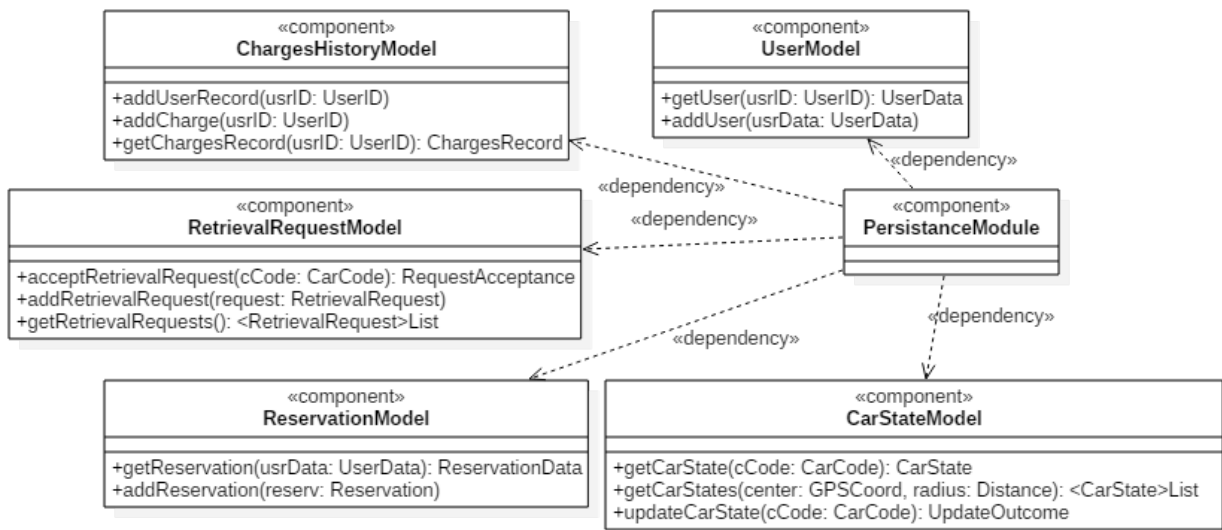 «component»
ChargesHistoryModel
+addUserRecord(usrID: UserID)
+addCharge(usrID: UserID)
+getChargesRecord(usrID: UserID): ChargesRecord
«component»
UserModel
+getUser(usrID: UserID): UserData
+addUser(usrData: UserData)
«dependency»
«dependency»
«dependency»
«component»
RetrievalRequestModel
+acceptRetrievalRequest(cCode: CarCode): RequestAcceptance
+addRetrievalRequest(request: RetrievalRequest)
+getRetrievalRequests(): <RetrievalRequest>List
«component»
PersistanceModule
«dependency»
«dependency»
«component»
ReservationModel
+getReservation(usrData: UserData): ReservationData
+addReservation(reserv: Reservation)
«component»
CarStateModel
+getCarState(cCode: CarCode): CarState
+getCarStates(center: GPSCoord, radius: Distance): <CarState>List
+updateCarState(cCode: CarCode): UpdateOutcome